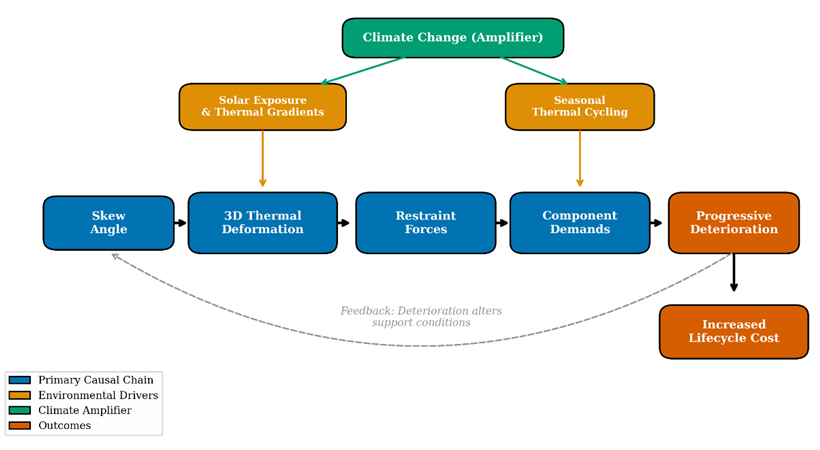 Climate Change (Amplifier)
Solar Exposure
& Thermal Gradients
Seasonal
Thermal Cycling
Skew
Angle
3D Thermal
Deformation
Restraint
Forces
Component
Demands
Progressive
Deterioration
Feedback: Deterioration alters
support conditions
Increased
Lifecycle Cost
Primary Causal Chain
Environmental Drivers
Climate Amplifier
Outcomes